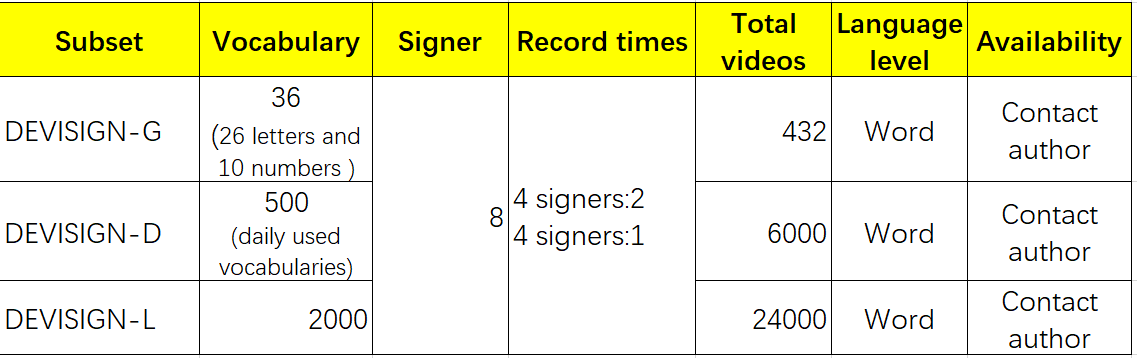 Subset
Vocabulary
Signer
Record times
Total
videos
Language
level
Availability
DEVISIGN-G
36
(26 letters and
10 numbers )
8
4 signers:2
4 signers:1
432
Word
Contact
author
DEVISIGN-D
500
(daily used
vocabularies)
6000
Word
Contact
author
DEVISIGN-L
2000
24000
Word
Contact
author